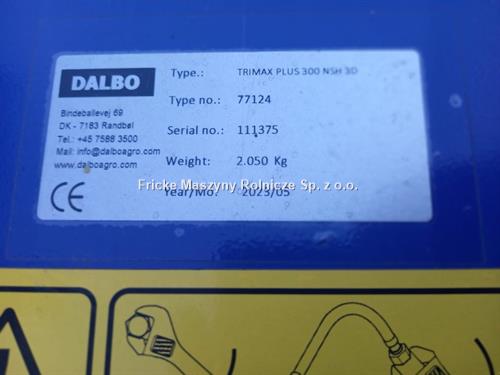 DALBO
Bindeballevej 69
DK - 7183 Randbøl
Tel.: +45 7588 3500
Mail: info@dalboagro.com
www.dalboagro.com
CE
Type.: TRIMAX PLUS 300 NSH 3D
Type no.: 77124
Serial no.: 111375
Weight: 2.050 Kg
Fricke Maszyny Rolnicze Sp. z o.o.
Year/Mo: 2023/05